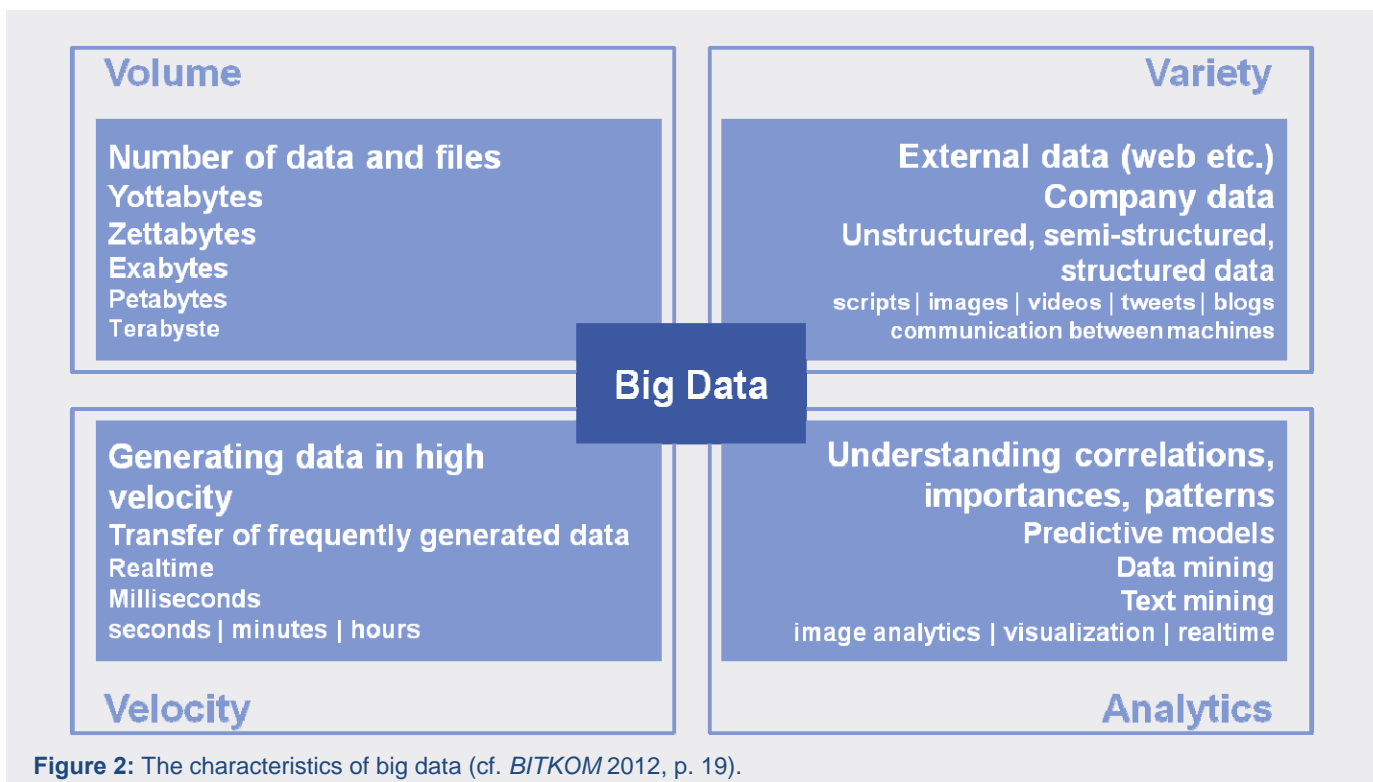 Volume
Number of data and files
Yottabytes
Zettabytes
Exabytes
Petabytes
Terabyste
Variety
External data (web etc.)
Company data
Unstructured, semi-structured,
structured data
scripts | images | videos | tweets | blogs
communication between machines
Big Data
Generating data in high
velocity
Transfer of frequently generated data
Realtime
Milliseconds
seconds | minutes | hours
Velocity
Understanding correlations,
importances, patterns
Predictive models
Data mining
Text mining
image analytics | visualization | realtime
Analytics
Figure 2: The characteristics of big data (cf. BITKOM 2012, p. 19).